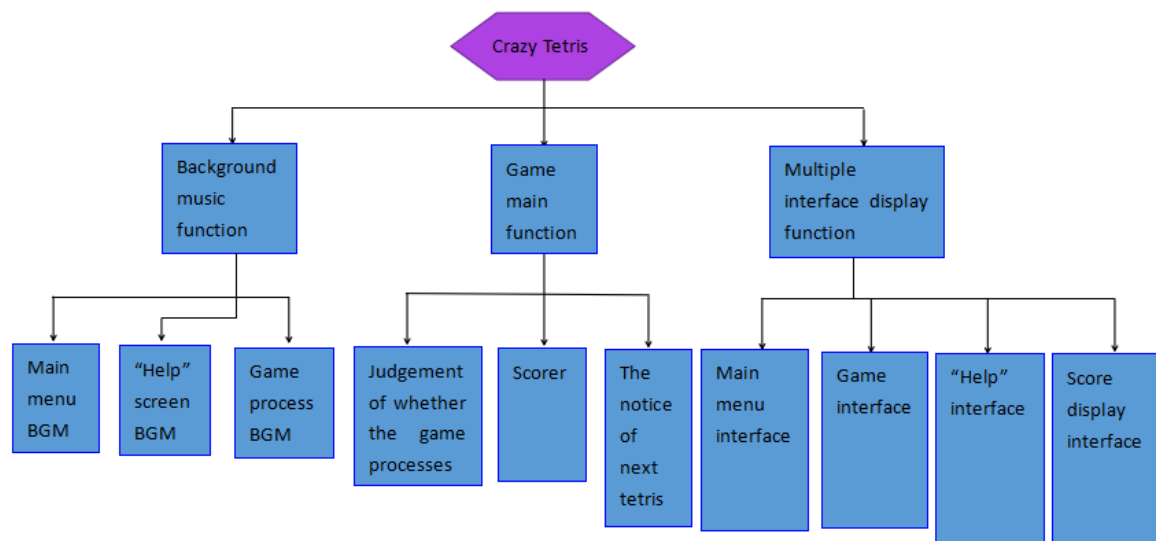 Crazy Tetris
Background
music
function
Game
main
function
Multiple
interface display
function
Main
menu
BGM
“Help”
screen
BGM
Game
process
BGM
Judgement
of whether
the game
processes
Scorer
The
notice
of
next
tetris
Main
menu
interface
Game
interface
“Help”
interface
Score
display
interface